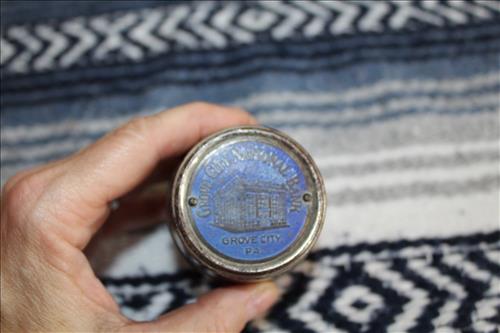 GROVE CITY NATIONAL BANK
GROVE CITY,
PA.